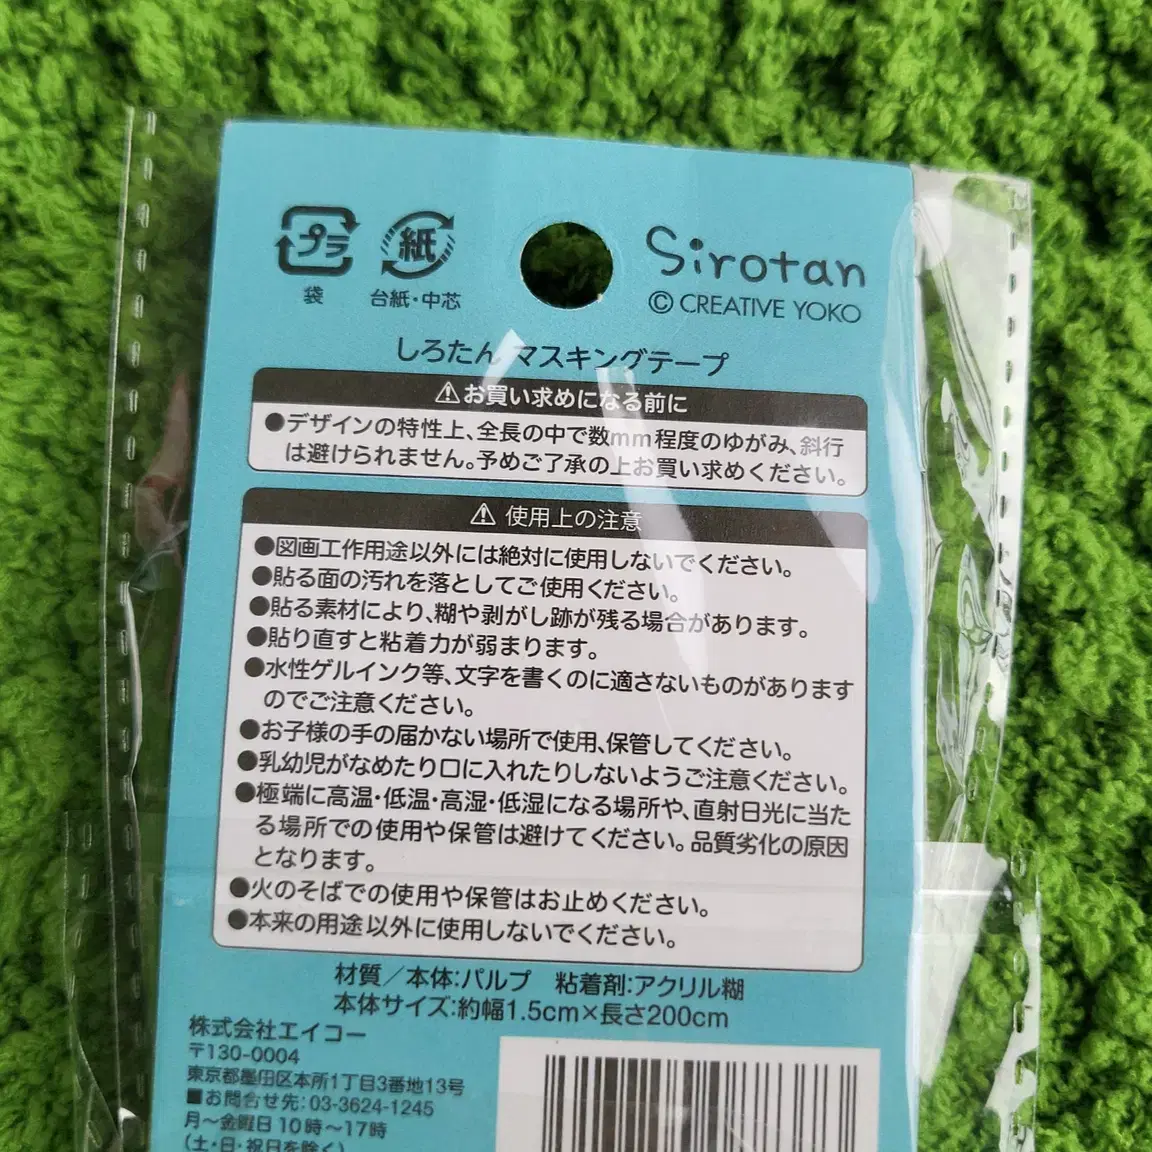 プラ 紙
袋 台紙・中芯
Sirotan
© CREATIVE YOKO
しろたん マスキングテープ
⚠お買い求めになる前に
●デザインの特性上、全長の中で数mm程度のゆがみ、斜行
は避けられません。予めご了承の上お買い求めください。
⚠ 使用上の注意
●図画工作用途以外には絶対に使用しないでください。
●貼る面の汚れを落としてご使用ください。
●貼る素材により、糊や剥がし跡が残る場合があります。
●貼り直すと粘着力が弱まります。
●水性ゲルインク等、文字を書くのに適さないものがあります
のでご注意ください。
●お子様の手の届かない場所で使用、保管してください。
●乳幼児がなめたり口に入れたりしないようご注意ください。
●極端に高温・低温・高湿・低湿になる場所や、直射日光に当た
る場所での使用や保管は避けてください。品質劣化の原因
となります。
●火のそばでの使用や保管はお止めください。
●本来の用途以外に使用しないでください。
材質／本体：パルプ 粘着剤：アクリル糊
本体サイズ：約幅1.5cm×長さ200cm
株式会社エイコー
〒130-0004
東京都墨田区本所1丁目3番地13号
■お問合せ先：03-3624-1245
月～金曜日 10時～17時
(土・日・祝日を除く)